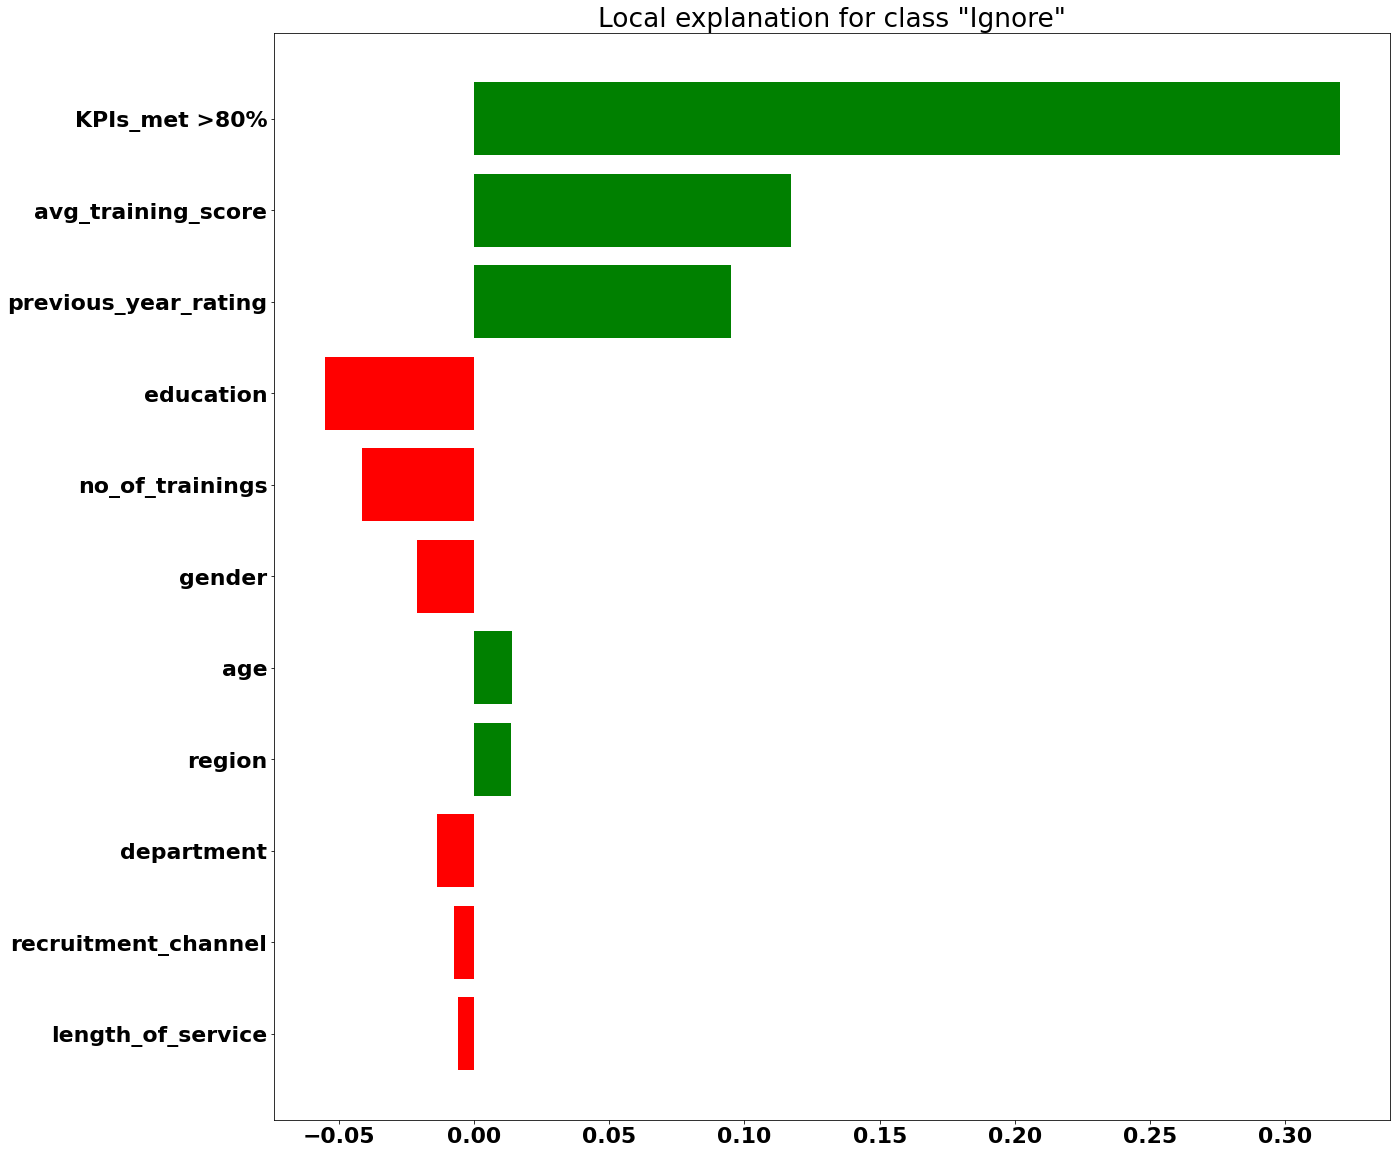 Local explanation for class "Ignore"
KPIs_met >80%
avg_training_score
previous_year_rating
education
no_of_trainings
gender
age
region
department
recruitment_channel
length_of_service
−0.05 0.00 0.05 0.10 0.15 0.20 0.25 0.30